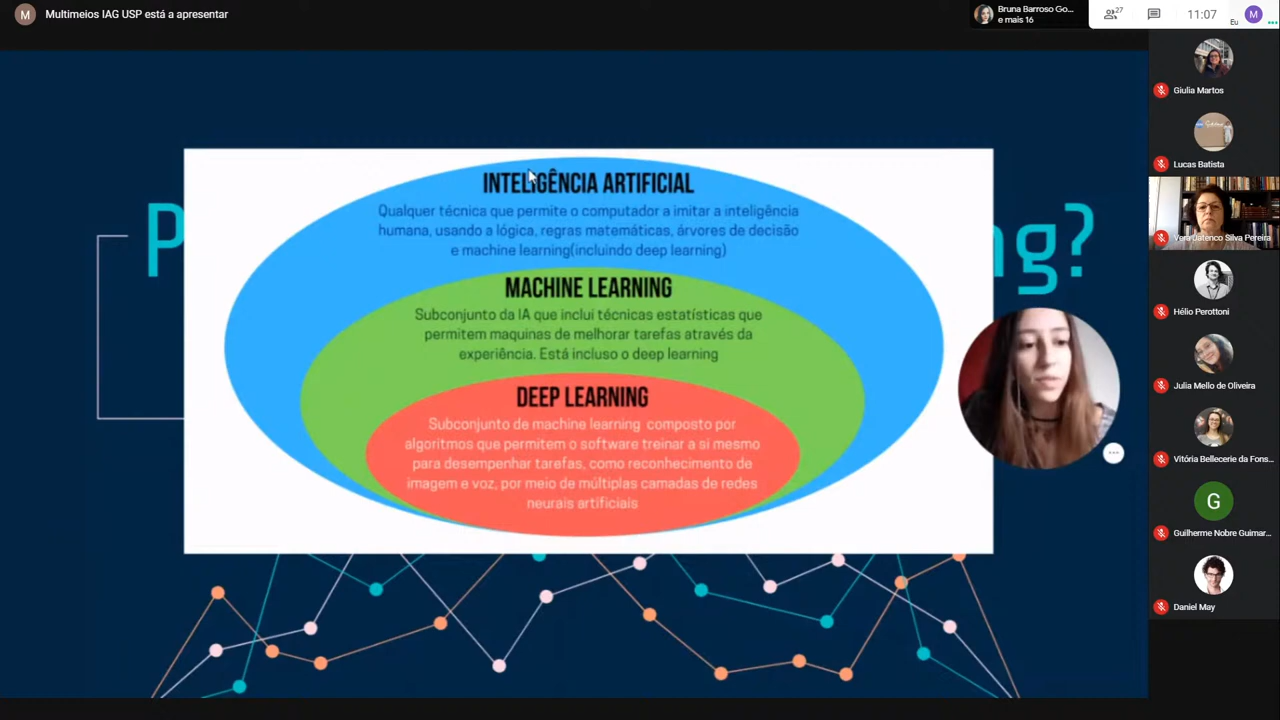 Multimeios IAG USP está a apresentar
Bruna Barroso Go...
e mais 16
27
11:07
Eu
M
M
INTELIGÊNCIA ARTIFICIAL
Qualquer técnica que permite o computador a imitar a inteligência
humana, usando a lógica, regras matemáticas, árvores de decisão
e machine learning(incluindo deep learning)
MACHINE LEARNING
Subconjunto da IA que inclui técnicas estatísticas que
permitem maquinas de melhorar tarefas através da
experiência. Está incluso o deep learning
DEEP LEARNING
Subconjunto de machine learning composto por
algoritmos que permitem o software treinar a si mesmo
para desempenhar tarefas, como reconhecimento de
imagem e voz, por meio de múltiplas camadas de redes
neurais artificiais
P
ng?
Giulia Martos
Lucas Batista
Vera Jatenco Silva Pereira
Hélio Perottoni
Julia Mello de Oliveira
Vitória Bellecerie da Fons...
G
Guilherme Nobre Guimar...
Daniel May